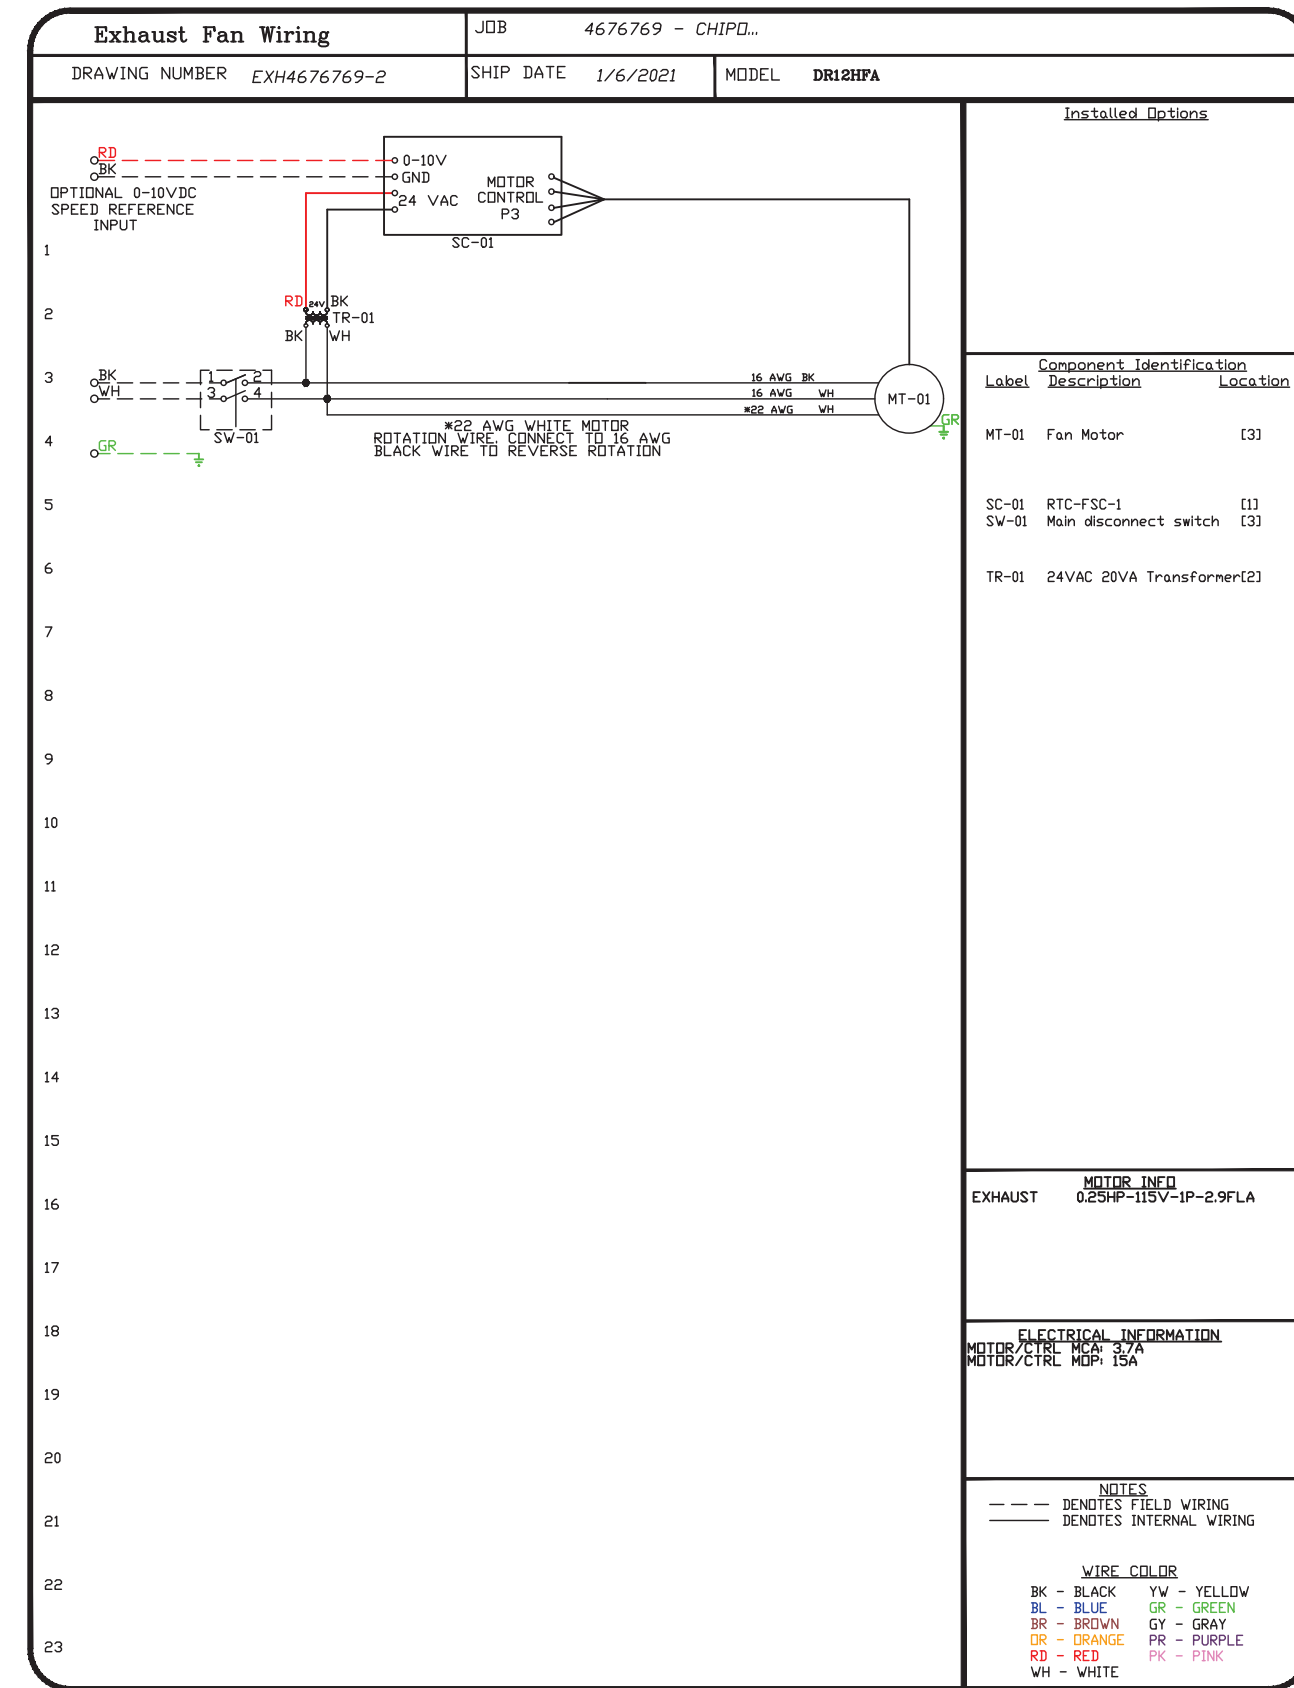 Exhaust Fan Wiring
JOB 4676769 - CHIPO...
DRAWING NUMBER EXH4676769-2
SHIP DATE 1/6/2021
MODEL DR12HFA
RD
BK
OPTIONAL 0-10VDC
SPEED REFERENCE
INPUT
0-10V
GND
24 VAC
MOTOR
CONTROL
P3
SC-01
RD 24V BK
TR-01
BK WH
BK
WH
1 2
3 4
SW-01
GR
16 AWG BK
16 AWG WH
*22 AWG WH
MT-01
GR
*22 AWG WHITE MOTOR
ROTATION WIRE. CONNECT TO 16 AWG
BLACK WIRE TO REVERSE ROTATION
1
2
3
4
5
6
7
8
9
10
11
12
13
14
15
16
17
18
19
20
21
22
23
Installed Options
Component Identification
Label Description Location
MT-01 Fan Motor [3]
SC-01 RTC-FSC-1 [1]
SW-01 Main disconnect switch [3]
TR-01 24VAC 20VA Transformer[2]
MOTOR INFO
EXHAUST 0.25HP-115V-1P-2.9FLA
ELECTRICAL INFORMATION
MOTOR/CTRL MCA: 3.7A
MOTOR/CTRL MOP: 15A
NOTES
DENOTES FIELD WIRING
DENOTES INTERNAL WIRING
WIRE COLOR
BK - BLACK YW - YELLOW
BL - BLUE GR - GREEN
BR - BROWN GY - GRAY
OR - ORANGE PR - PURPLE
RD - RED PK - PINK
WH - WHITE